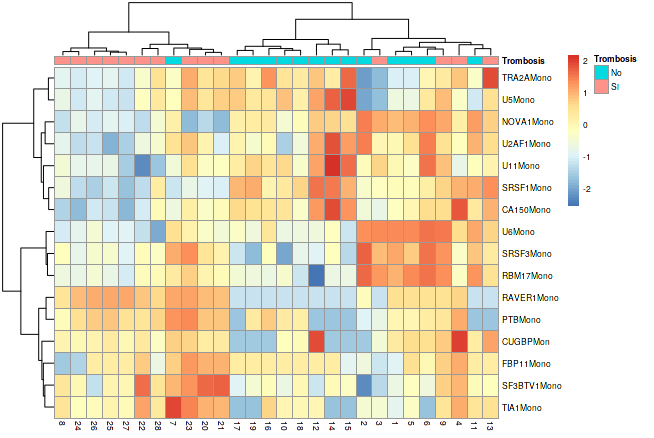 Trombosis
2
1
0
-1
-2
Trombosis
No
SI
TRA2AMono
U5Mono
NOVA1Mono
U2AF1Mono
U11Mono
SRSF1Mono
CA150Mono
U6Mono
SRSF3Mono
RBM17Mono
RAVER1Mono
PTBMono
CUGBPMon
FBP11Mono
SF3BTV1Mono
TIA1Mono
8 24 26 25 27 22 28 7 23 20 21 17 19 16 10 18 12 14 15 2 3 1 5 6 9 4 11 13